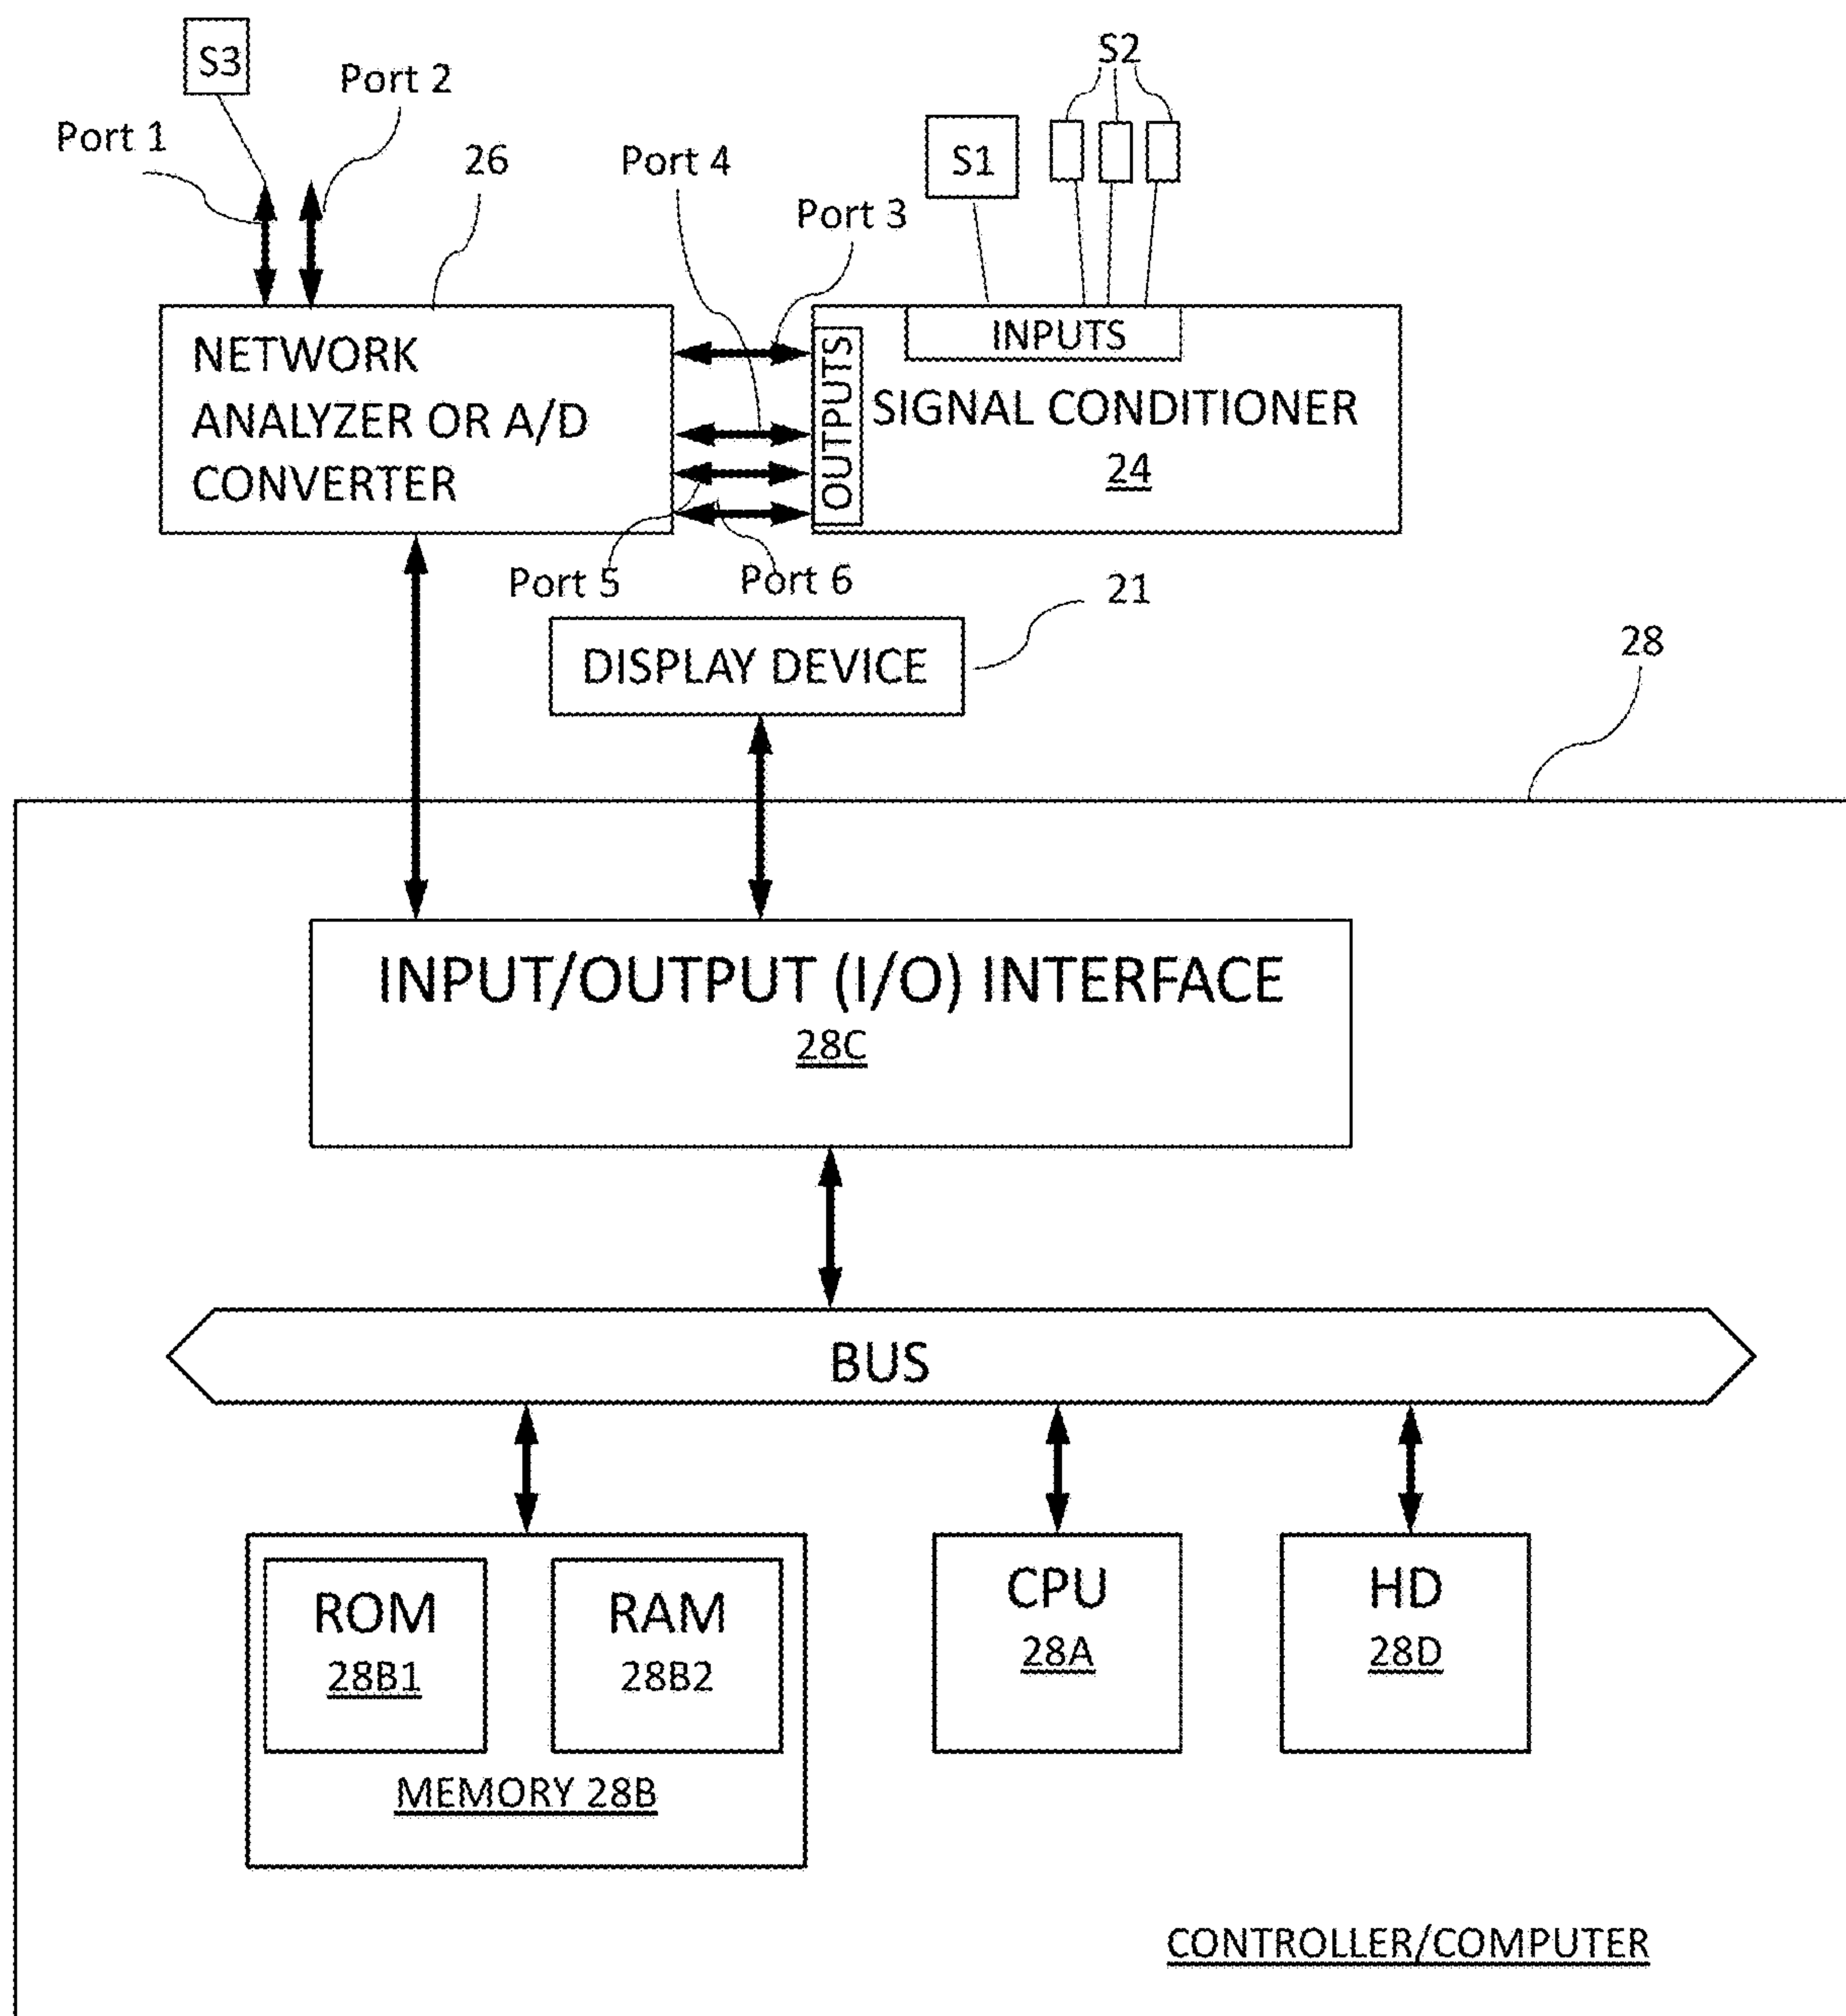 S3
S2
Port 2
Port 1
26
Port 4
S1
Port 3
NETWORK
ANALYZER OR A/D
CONVERTER
OUTPUTS
INPUTS
SIGNAL CONDITIONER
24
Port 5
Port 6
21
DISPLAY DEVICE
28
INPUT/OUTPUT (I/O) INTERFACE
28C
BUS
ROM
28B1
RAM
28B2
MEMORY 28B
CPU
28A
HD
28D
CONTROLLER/COMPUTER